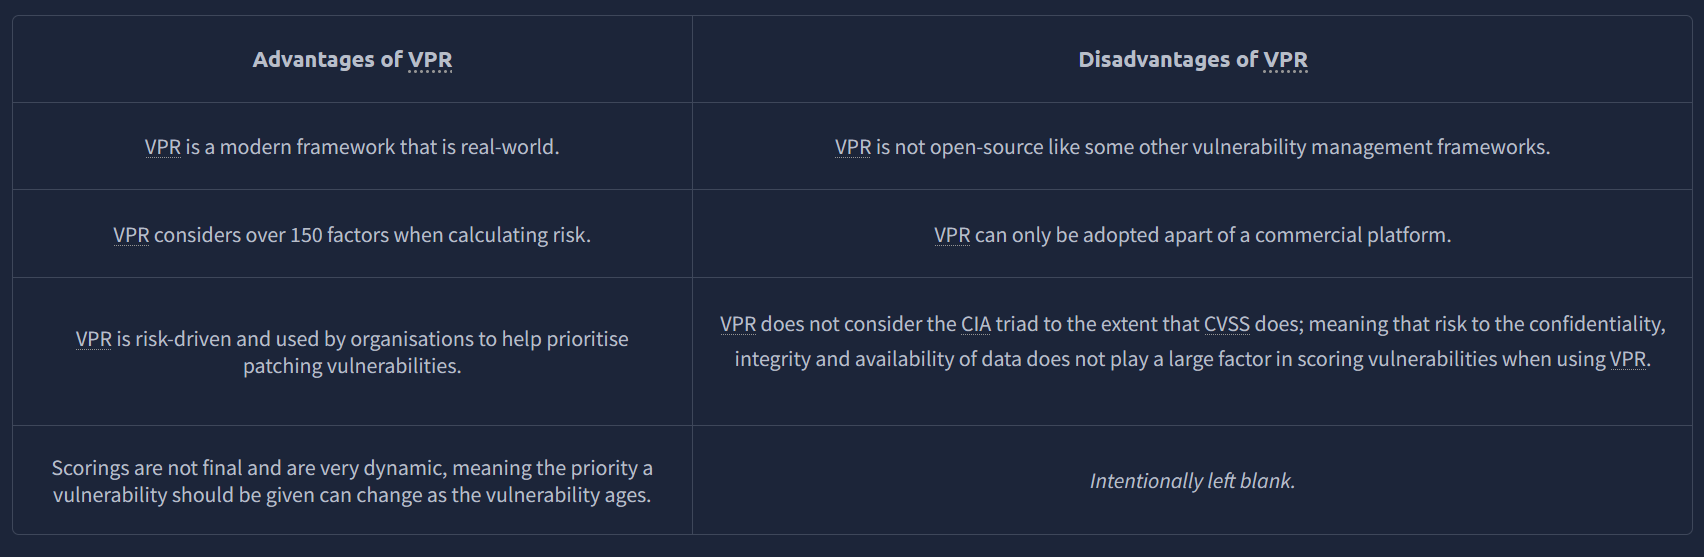 Advantages of VPR
Disadvantages of VPR
VPR is a modern framework that is real-world.
VPR is not open-source like some other vulnerability management frameworks.
VPR considers over 150 factors when calculating risk.
VPR can only be adopted apart of a commercial platform.
VPR is risk-driven and used by organisations to help prioritise
patching vulnerabilities.
VPR does not consider the CIA triad to the extent that CVSS does; meaning that risk to the confidentiality,
integrity and availability of data does not play a large factor in scoring vulnerabilities when using VPR.
Scorings are not final and are very dynamic, meaning the priority a
vulnerability should be given can change as the vulnerability ages.
Intentionally left blank.